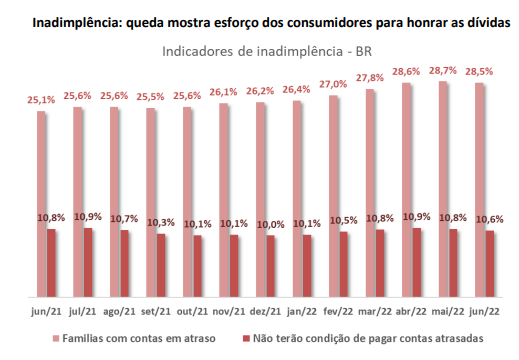 Inadimplência: queda mostra esforço dos consumidores para honrar as dívidas
Indicadores de inadimplência - BR
25,1% 25,6% 25,6% 25,5% 25,6% 26,1% 26,2% 26,4% 27,0% 27,8% 28,6% 28,7% 28,5%
10,8% 10,9% 10,7% 10,3% 10,1% 10,1% 10,0% 10,1% 10,5% 10,8% 10,9% 10,8% 10,6%
jun/21 jul/21 ago/21 set/21 out/21 nov/21 dez/21 jan/22 fev/22 mar/22 abr/22 mai/22 jun/22
Familias com contas em atraso Não terão condição de pagar contas atrasadas